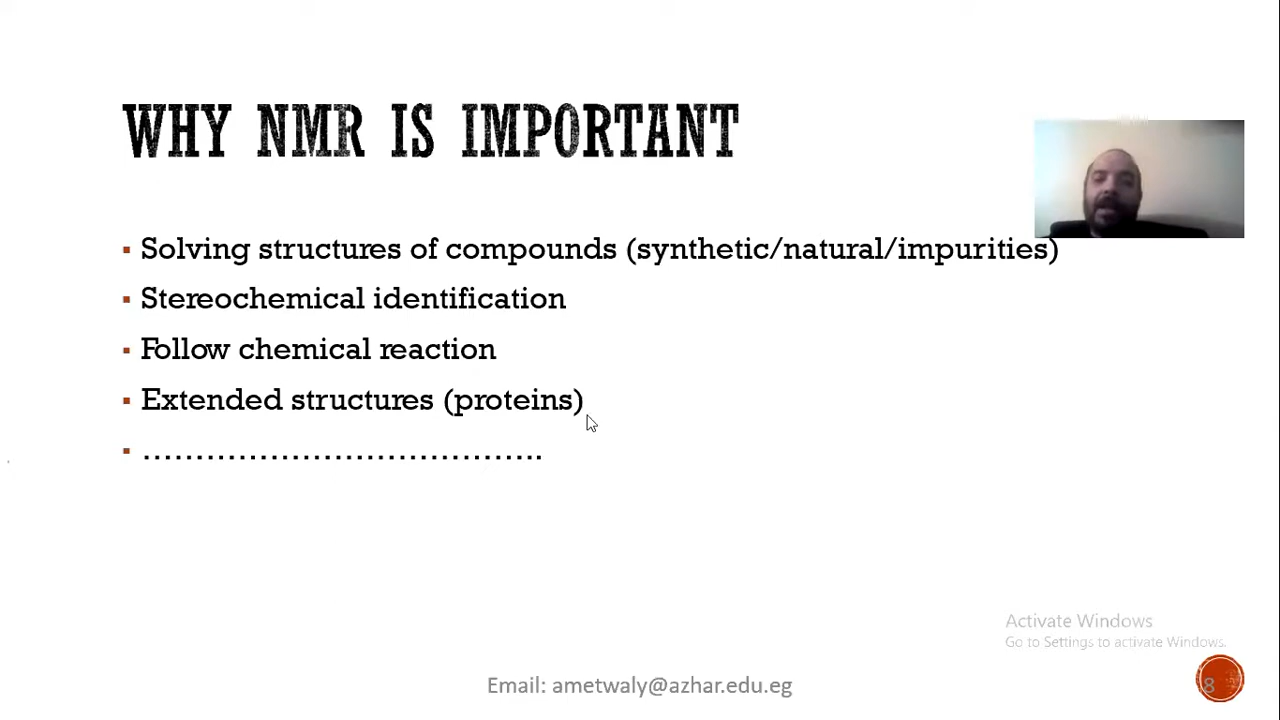 WHY NMR IS IMPORTANT
▪ Solving structures of compounds (synthetic/natural/impurities)
▪ Stereochemical identification
▪ Follow chemical reaction
▪ Extended structures (proteins)
▪ …………………………………..
Activate Windows
Go to Settings to activate Windows.
Email: ametwaly@azhar.edu.eg
8